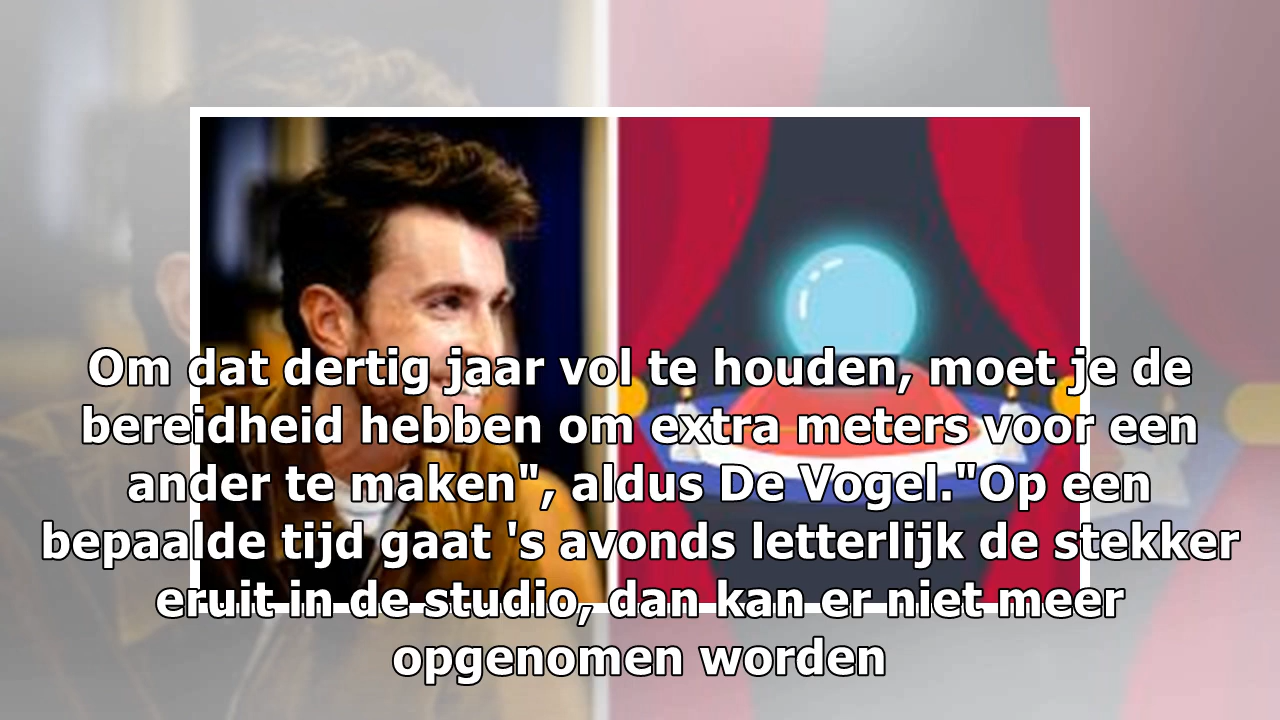 Om dat dertig jaar vol te houden, moet je de
bereidheid hebben om extra meters voor een
ander te maken", aldus De Vogel."Op een
bepaalde tijd gaat 's avonds letterlijk de stekker
eruit in de studio, dan kan er niet meer
opgenomen worden